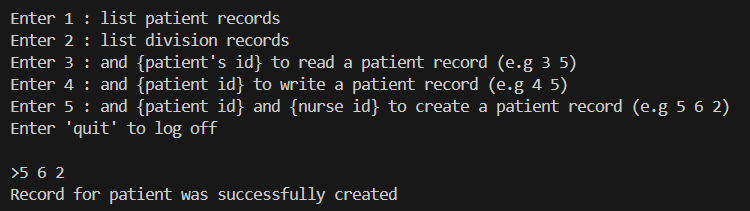 Enter 1 : list patient records
Enter 2 : list division records
Enter 3 : and {patient's id} to read a patient record (e.g 3 5)
Enter 4 : and {patient id} to write a patient record (e.g 4 5)
Enter 5 : and {patient id} and {nurse id} to create a patient record (e.g 5 6 2)
Enter 'quit' to log off
>5 6 2
Record for patient was successfully created